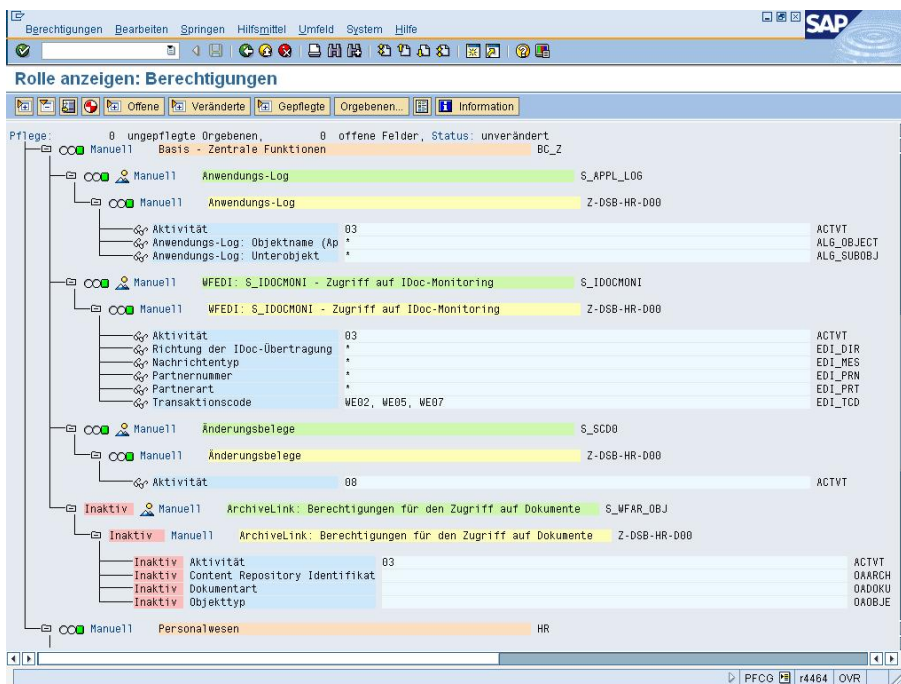 Berechtigungen Bearbeiten Springen Hilfsmittel Umfeld System Hilfe
SAP
Rolle anzeigen: Berechtigungen
Offene Veränderte Gepflegte Orgebenen... Information
Pflege: 0 ungepflegte Orgebenen, 0 offene Felder, Status: unverändert
Manuell Basis - Zentrale Funktionen BC_Z
Manuell Anwendungs-Log S_APPL_LOG
Manuell Anwendungs-Log Z-DSB-HR-D00
Aktivität 03 ACTVT
Anwendungs-Log: Objektname (Ap * ALG_OBJECT
Anwendungs-Log: Unterobjekt * ALG_SUBOBJ
Manuell WFEDI: S_IDOCMONI - Zugriff auf IDoc-Monitoring S_IDOCMONI
Manuell WFEDI: S_IDOCMONI - Zugriff auf IDoc-Monitoring Z-DSB-HR-D00
Aktivität 03 ACTVT
Richtung der IDoc-Übertragung * EDI_DIR
Nachrichtentyp * EDI_MES
Partnernummer * EDI_PRN
Partnerart * EDI_PRT
Transaktionscode WE02, WE05, WE07 EDI_TCD
Manuell Änderungsbelege S_SCD0
Manuell Änderungsbelege Z-DSB-HR-D00
Aktivität 08 ACTVT
Inaktiv Manuell ArchiveLink: Berechtigungen für den Zugriff auf Dokumente S_WFAR_OBJ
Inaktiv Manuell ArchiveLink: Berechtigungen für den Zugriff auf Dokumente Z-DSB-HR-D00
Inaktiv Aktivität 03 ACTVT
Inaktiv Content Repository Identifikat OAARCH
Inaktiv Dokumentart OADOKU
Inaktiv Objekttyp OAOBJE
Manuell Personalwesen HR
PFCG r4464 OVR